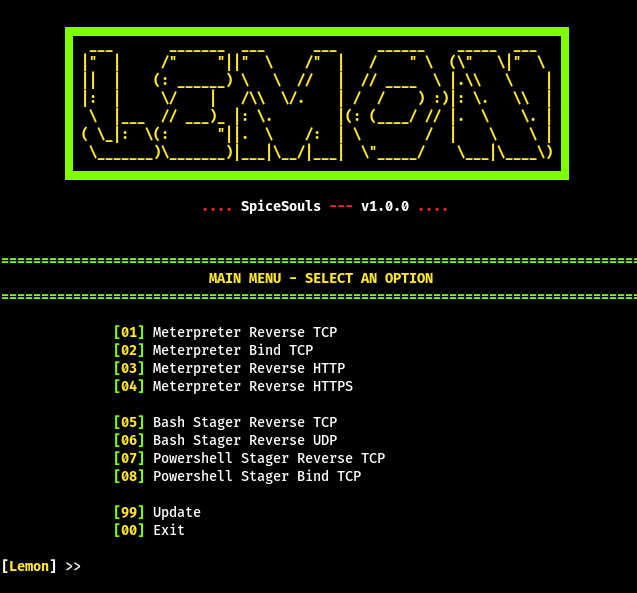 LEMON
.... SpiceSouls --- v1.0.0 ....
MAIN MENU - SELECT AN OPTION
[01] Meterpreter Reverse TCP
[02] Meterpreter Bind TCP
[03] Meterpreter Reverse HTTP
[04] Meterpreter Reverse HTTPS
[05] Bash Stager Reverse TCP
[06] Bash Stager Reverse UDP
[07] Powershell Stager Reverse TCP
[08] Powershell Stager Bind TCP
[99] Update
[00] Exit
[Lemon] >>